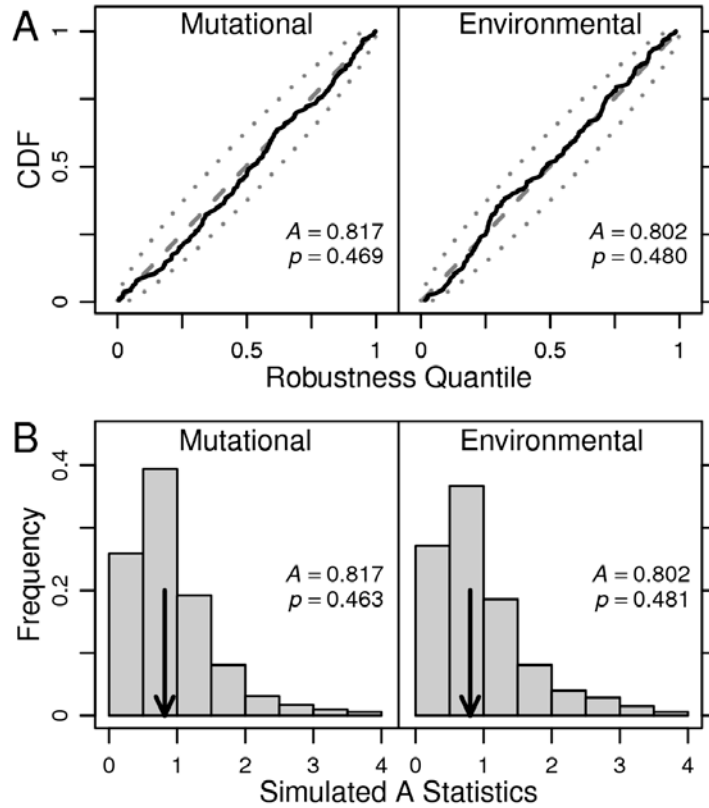 A
Mutational
Environmental
CDF
1
0.5
0
A = 0.817
p = 0.469
A = 0.802
p = 0.480
0 0.5 1 0 0.5 1
Robustness Quantile
B
Mutational
Environmental
Frequency
0.4
0.2
0
A = 0.817
p = 0.463
A = 0.802
p = 0.481
0 1 2 3 4 0 1 2 3 4
Simulated A Statistics